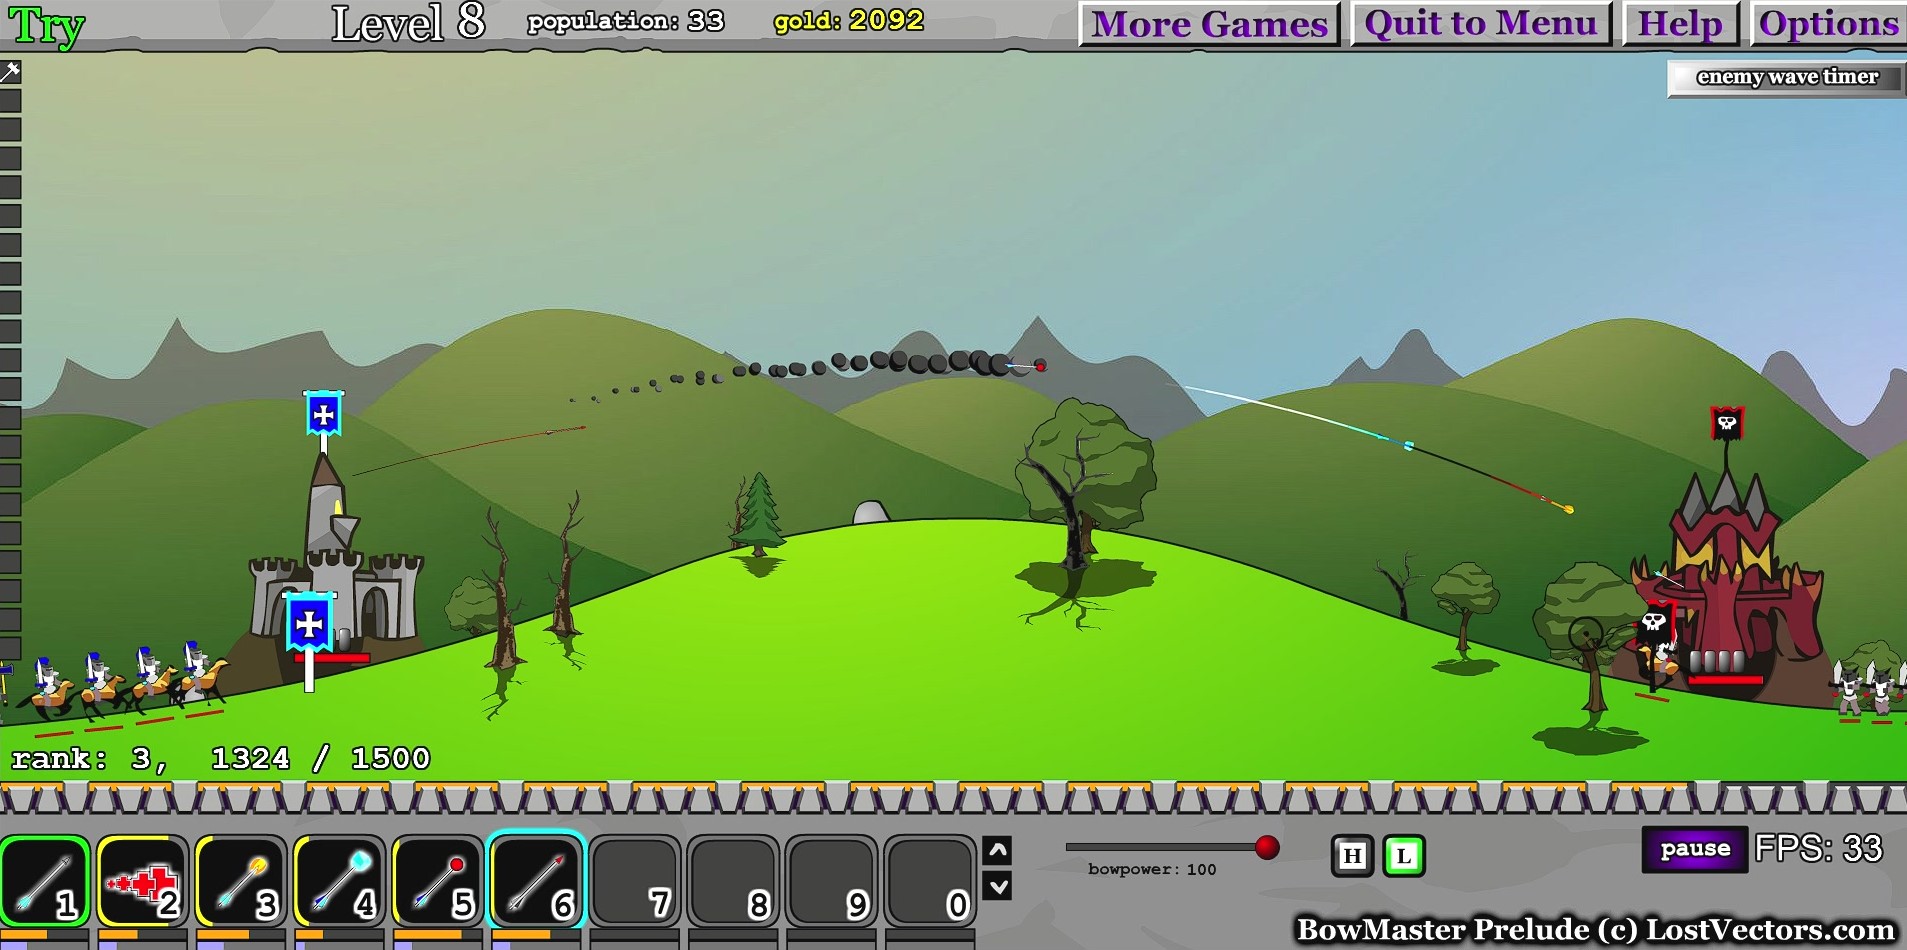 Try
Level 8
population: 33
gold: 2092
More Games
Quit to Menu
Help
Options
enemy wave timer
rank: 3, 1324 / 1500
1
2
3
4
5
6
7
8
9
0
bowpower: 100
H
L
pause
FPS: 33
BowMaster Prelude (c) LostVectors.com